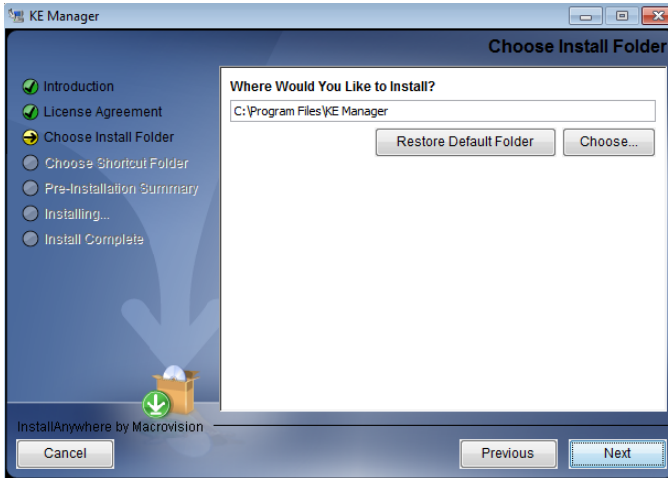 KE Manager
Choose Install Folder
Introduction
License Agreement
Choose Install Folder
Choose Shortcut Folder
Pre-Installation Summary
Installing...
Install Complete
Where Would You Like to Install?
C:\Program Files\KE Manager
Restore Default Folder
Choose...
InstallAnywhere by Macrovision
Cancel
Previous
Next